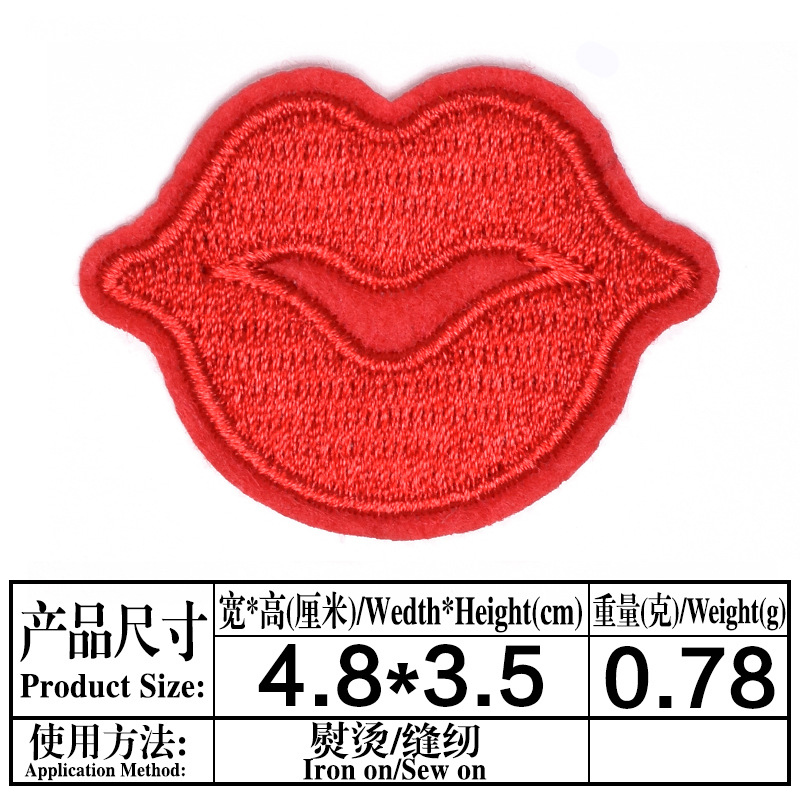 产品尺寸
Product Size:
宽*高(厘米)/Wedth*Height(cm)
重量(克)/Weight(g)
4.8*3.5
0.78
使用方法:
Application Method:
熨烫/缝纫
Iron on/Sew on